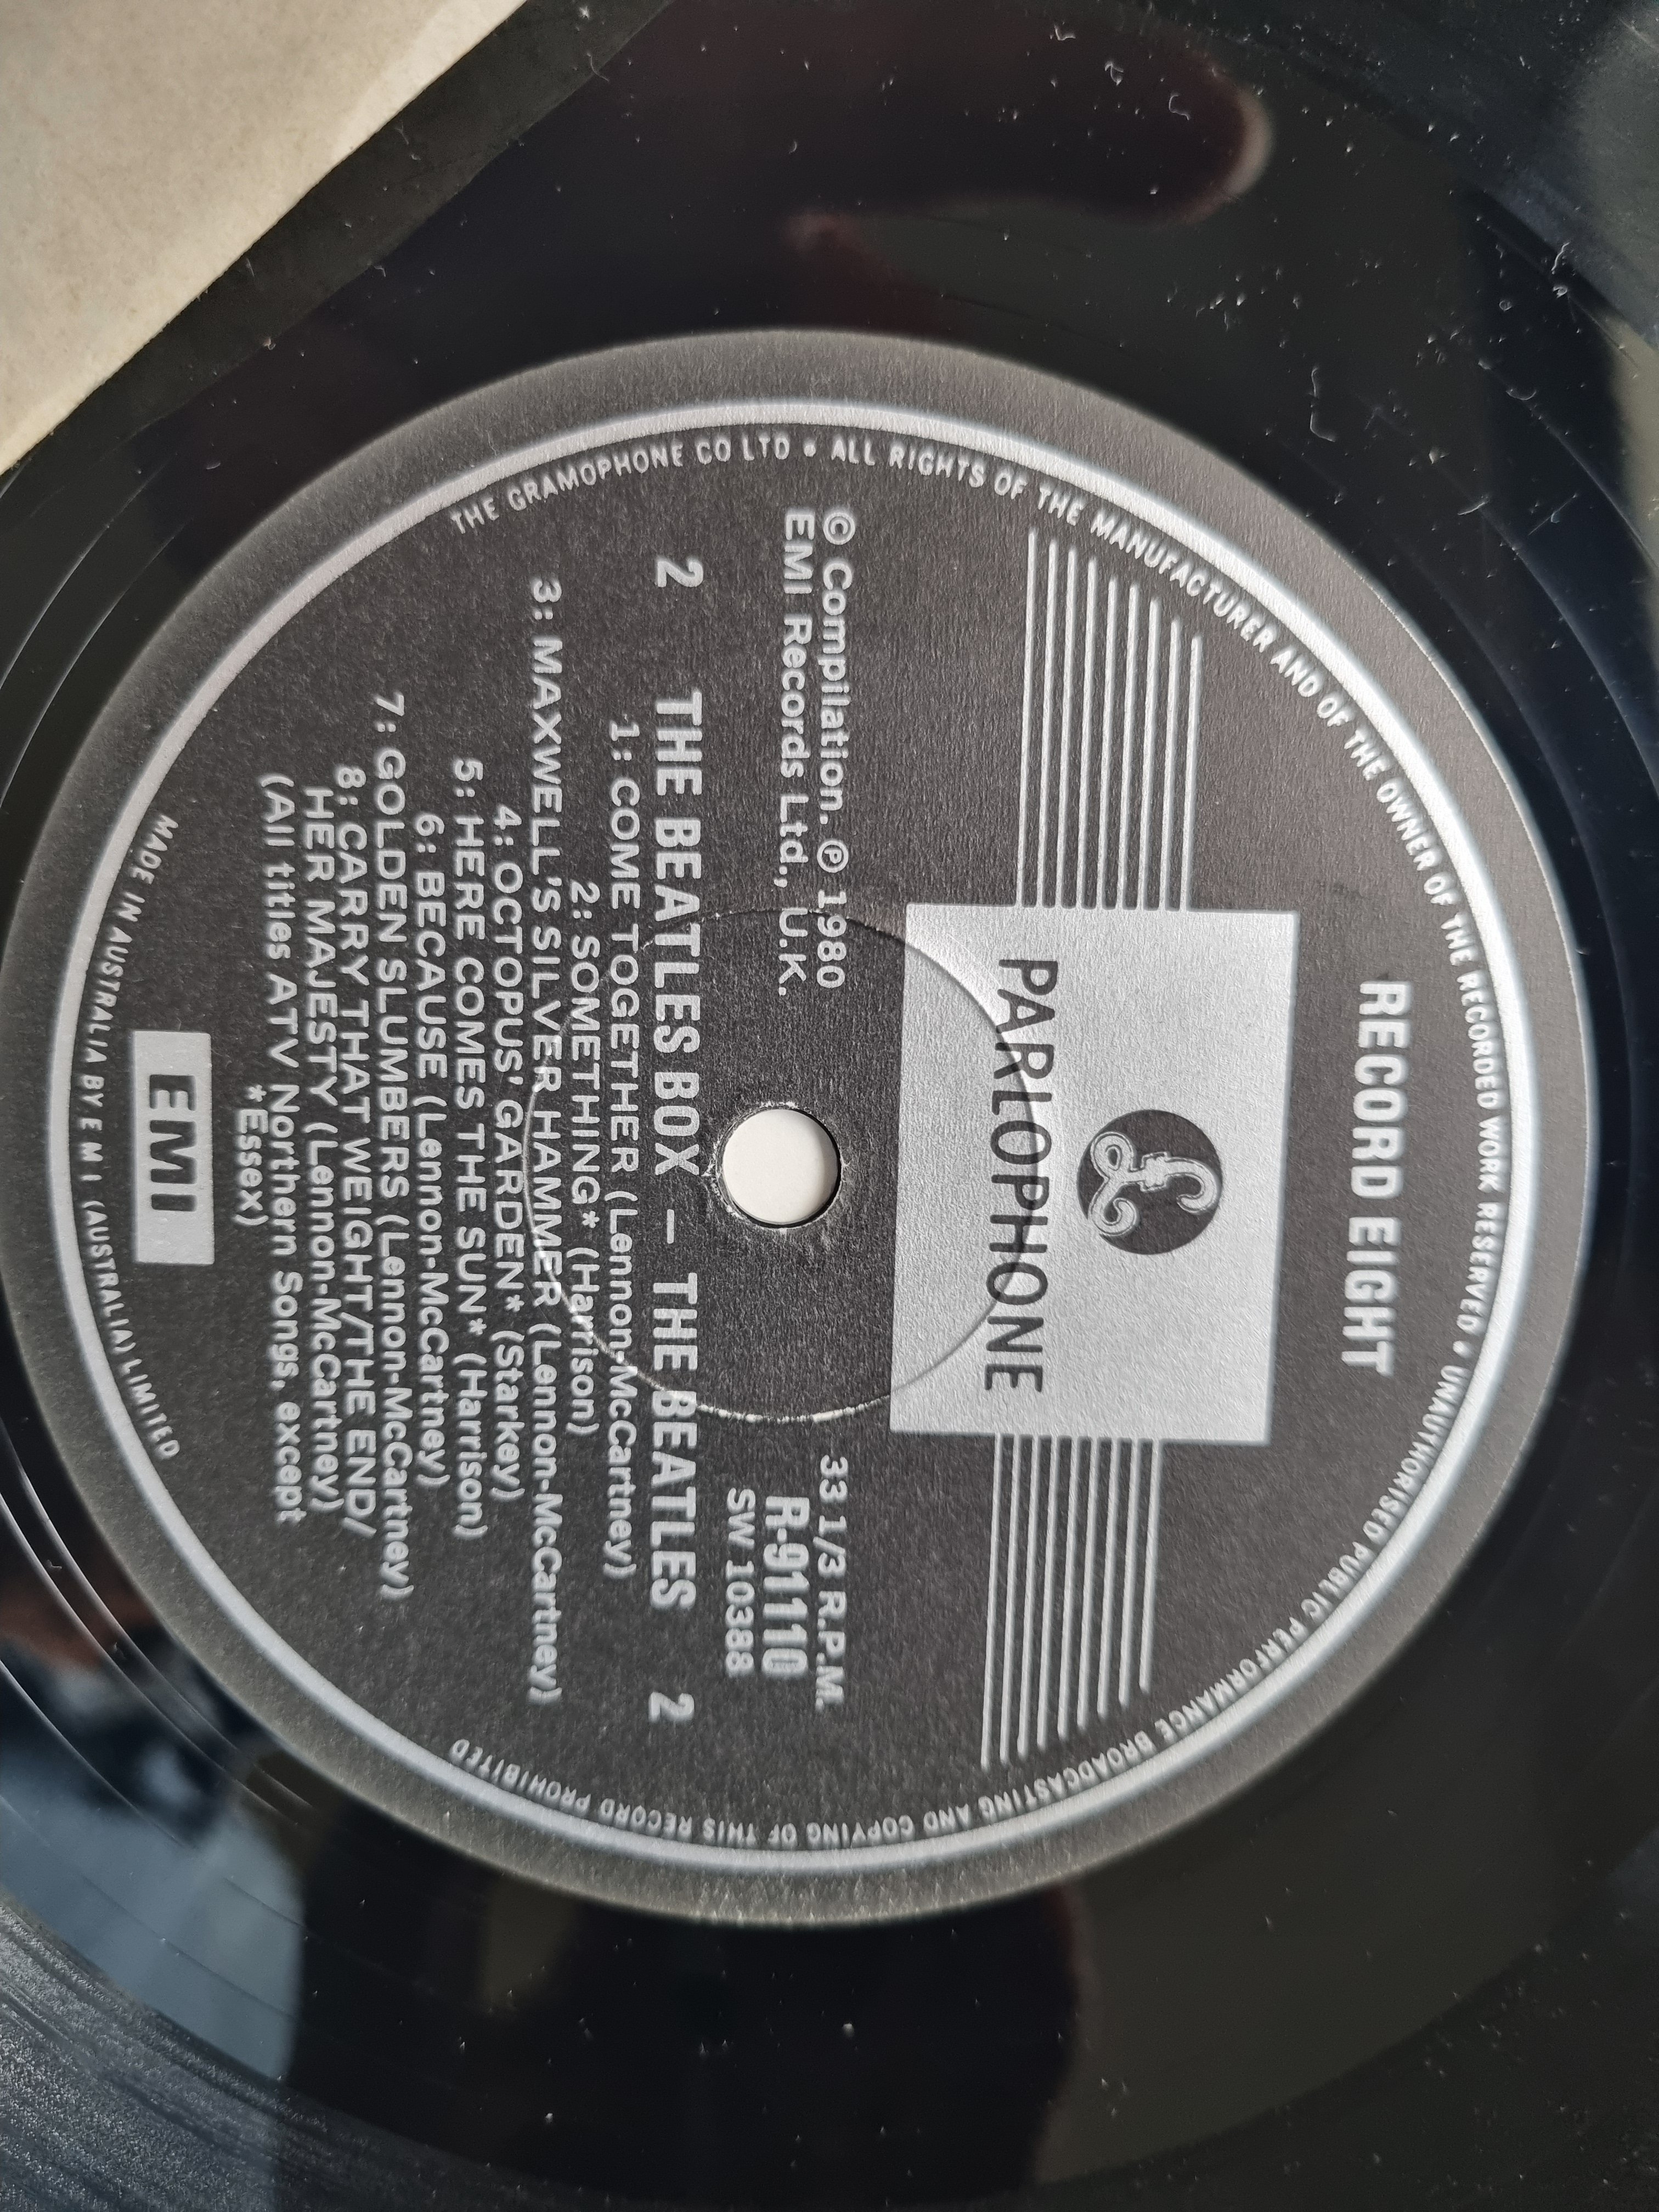 RECORD EIGHT
£
PARLOPHONE
© Compilation. ℗ 1980
EMI Records Ltd., U.K.
33 1/3 R.P.M.
R-91110
SW 10388
2 THE BEATLES BOX — THE BEATLES 2
1: COME TOGETHER (Lennon-McCartney)
2: SOMETHING* (Harrison)
3: MAXWELL'S SILVER HAMMER (Lennon-McCartney)
4: OCTOPUS' GARDEN* (Starkey)
5: HERE COMES THE SUN* (Harrison)
6: BECAUSE (Lennon-McCartney)
7: GOLDEN SLUMBERS (Lennon-McCartney)
8: CARRY THAT WEIGHT/THE END/
HER MAJESTY (Lennon-McCartney)
(All titles ATV Northern Songs, except
*Essex)
EMI
THE GRAMOPHONE CO LTD • ALL RIGHTS OF THE MANUFACTURER AND OF THE OWNER OF THE RECORDED WORK RESERVED • UNAUTHORISED PUBLIC PERFORMANCE BROADCASTING AND COPYING OF THIS RECORD PROHIBITED
MADE IN AUSTRALIA BY E M I (AUSTRALIA) LIMITED